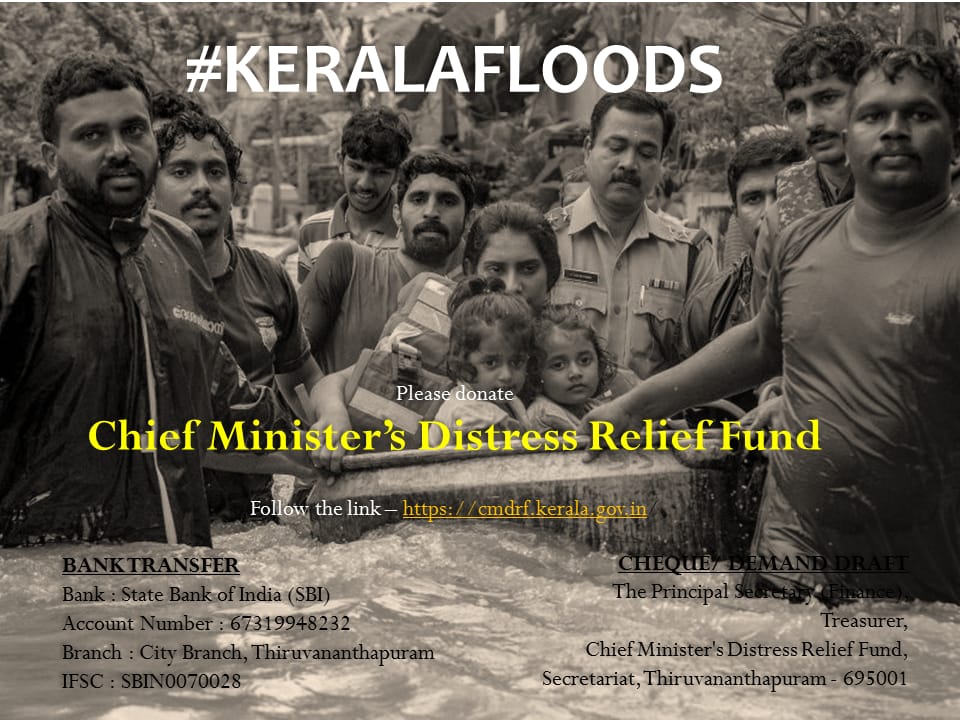 #KERALAFLOODS
Please donate
Chief Minister's Distress Relief Fund
Follow the link – https://cmdrf.kerala.gov.in
BANK TRANSFER
Bank : State Bank of India (SBI)
Account Number : 67319948232
Branch : City Branch, Thiruvananthapuram
IFSC : SBIN0070028
CHEQUE/ DEMAND DRAFT
The Principal Secretary (Finance),
Treasurer,
Chief Minister's Distress Relief Fund,
Secretariat, Thiruvananthapuram - 695001